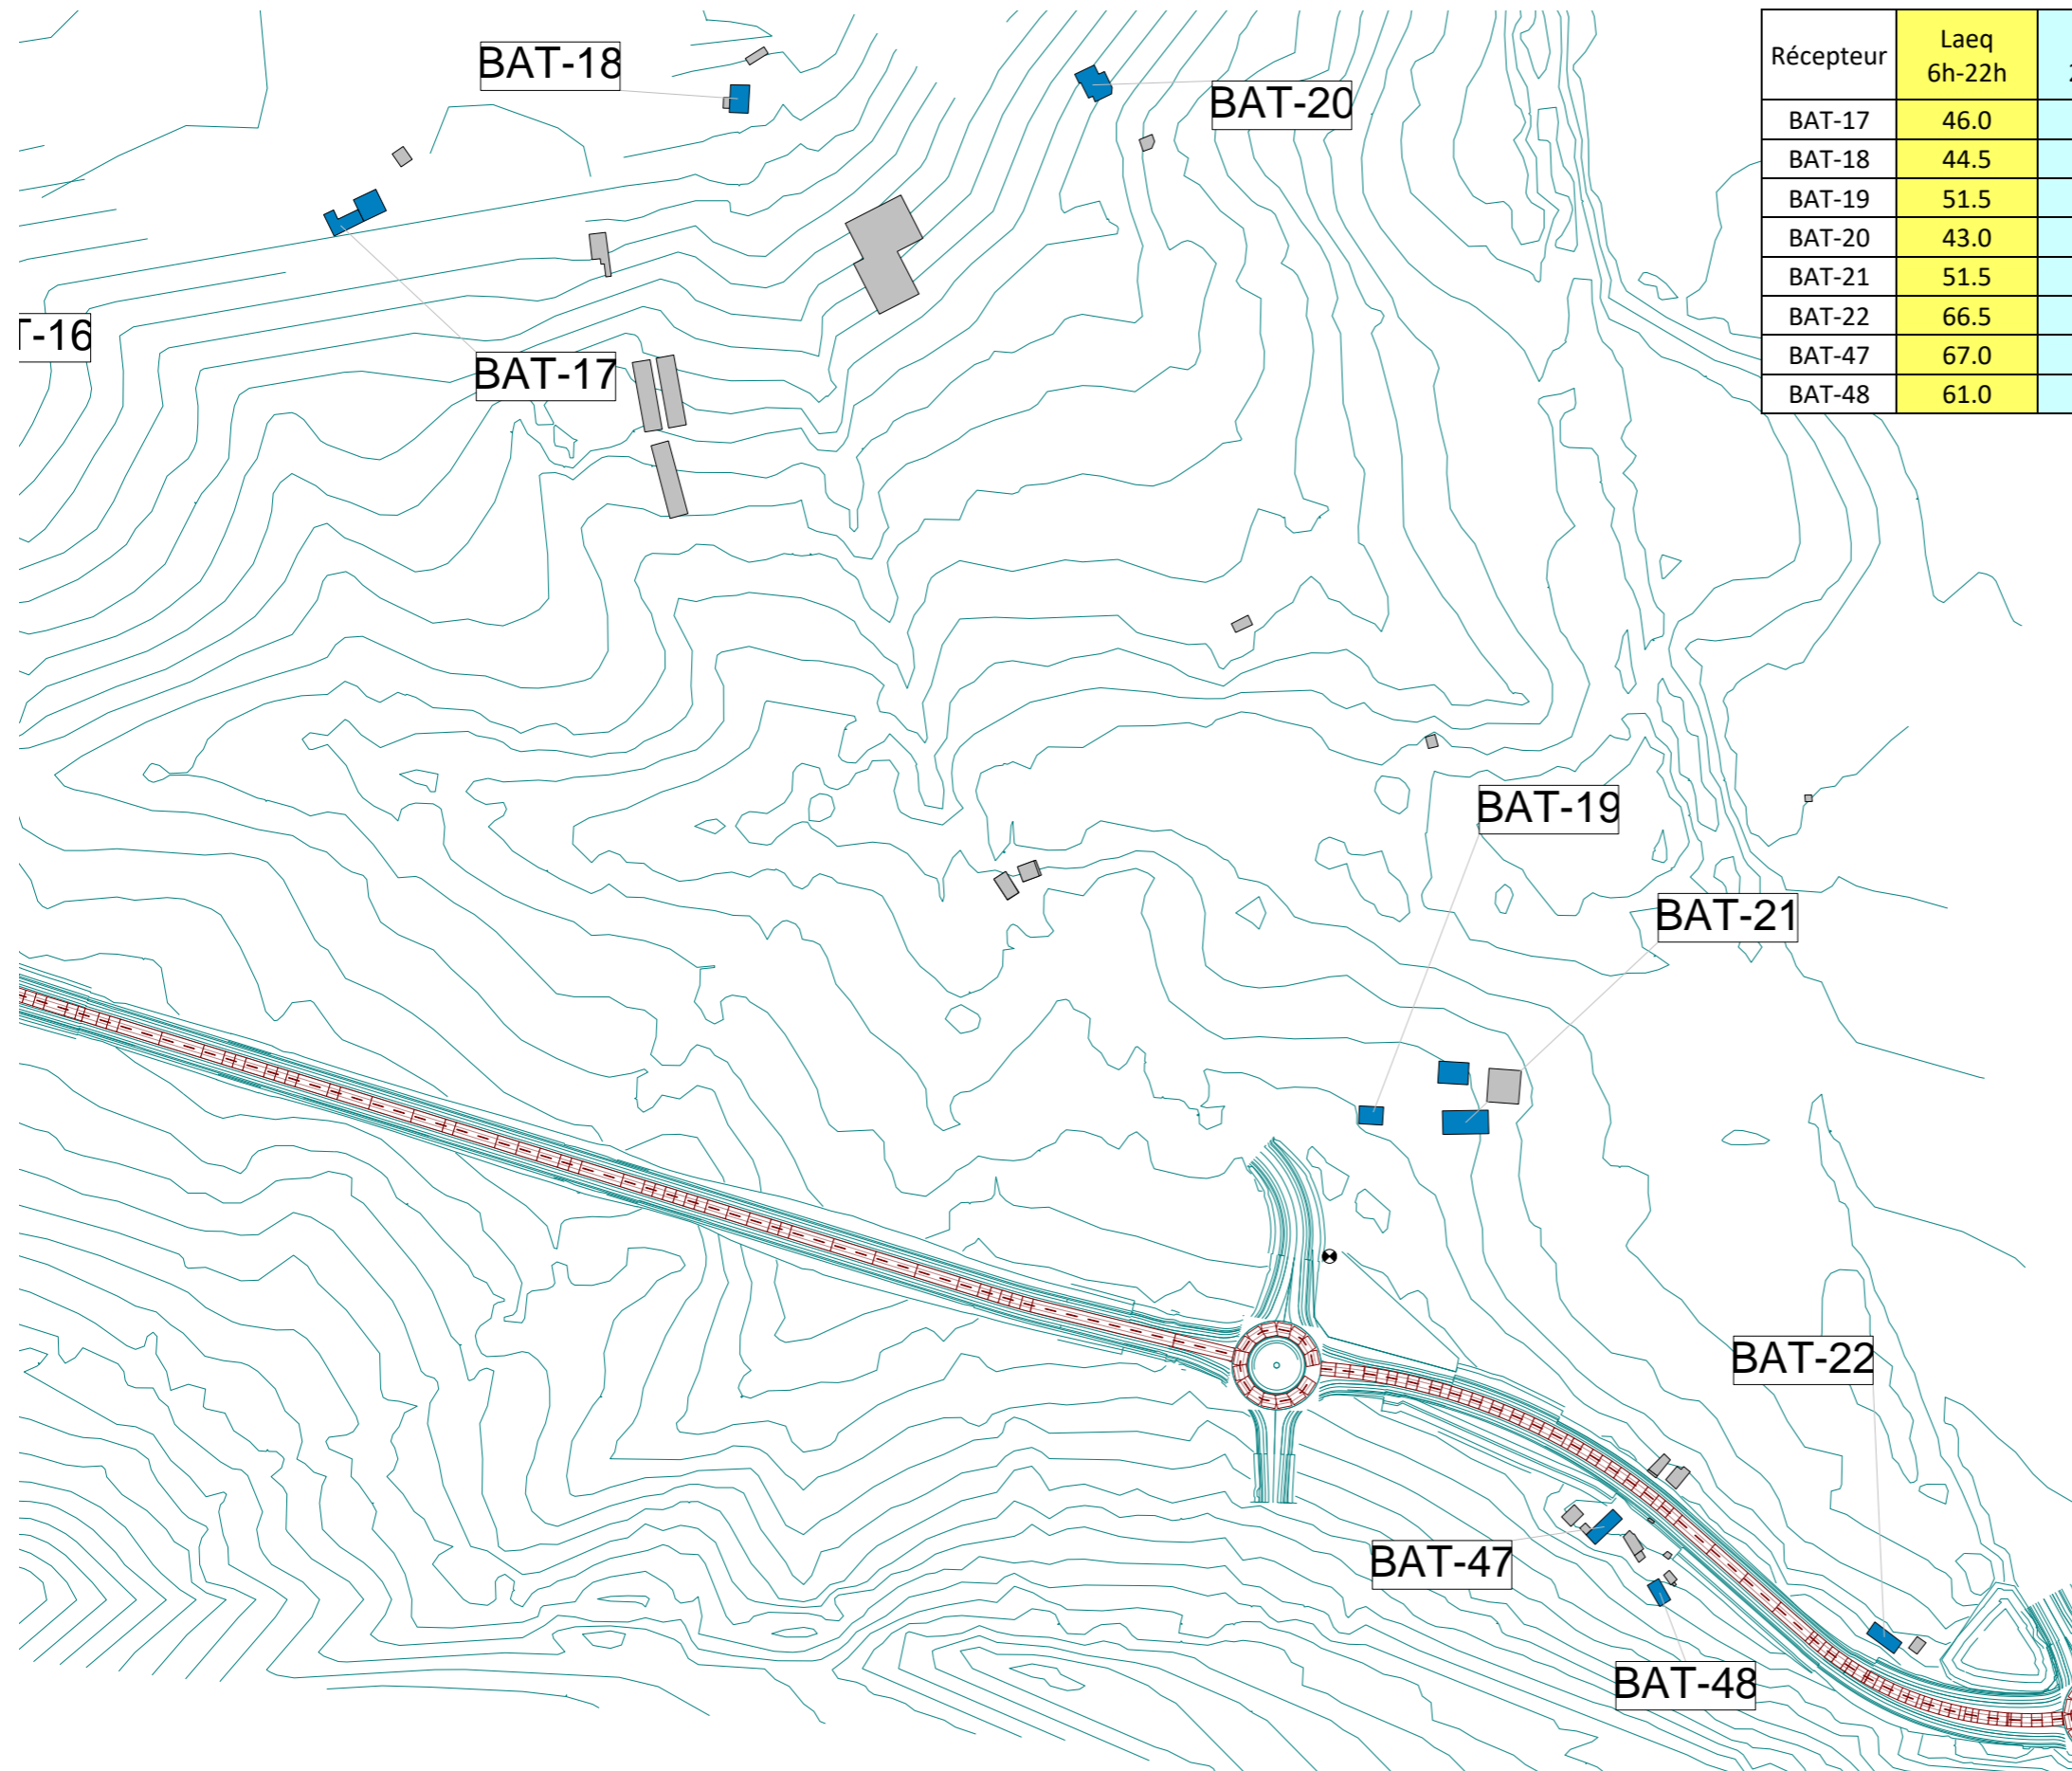 BAT-18
BAT-20
T-16
BAT-17
BAT-19
BAT-21
BAT-22
BAT-47
BAT-48
Récepteur Laeq 6h-22h
BAT-17 46.0
BAT-18 44.5
BAT-19 51.5
BAT-20 43.0
BAT-21 51.5
BAT-22 66.5
BAT-47 67.0
BAT-48 61.0